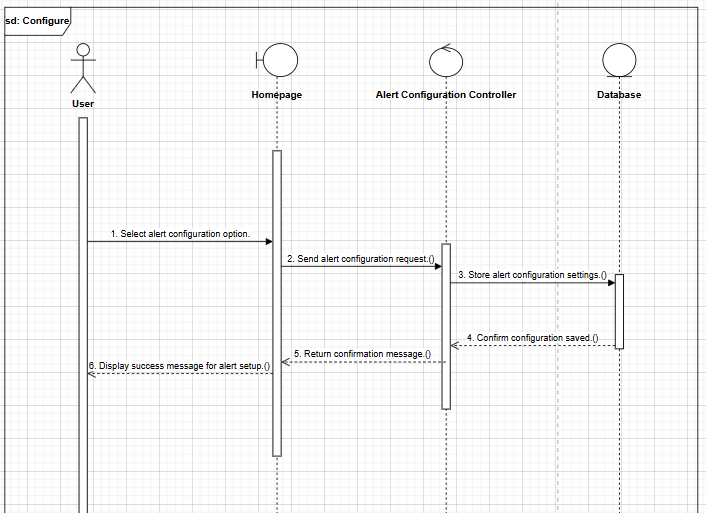 sd: Configure
User
Homepage
Alert Configuration Controller
Database
1. Select alert configuration option.
2. Send alert configuration request.()
3. Store alert configuration settings.()
4. Confirm configuration saved.()
5. Return confirmation message.()
6. Display success message for alert setup.()